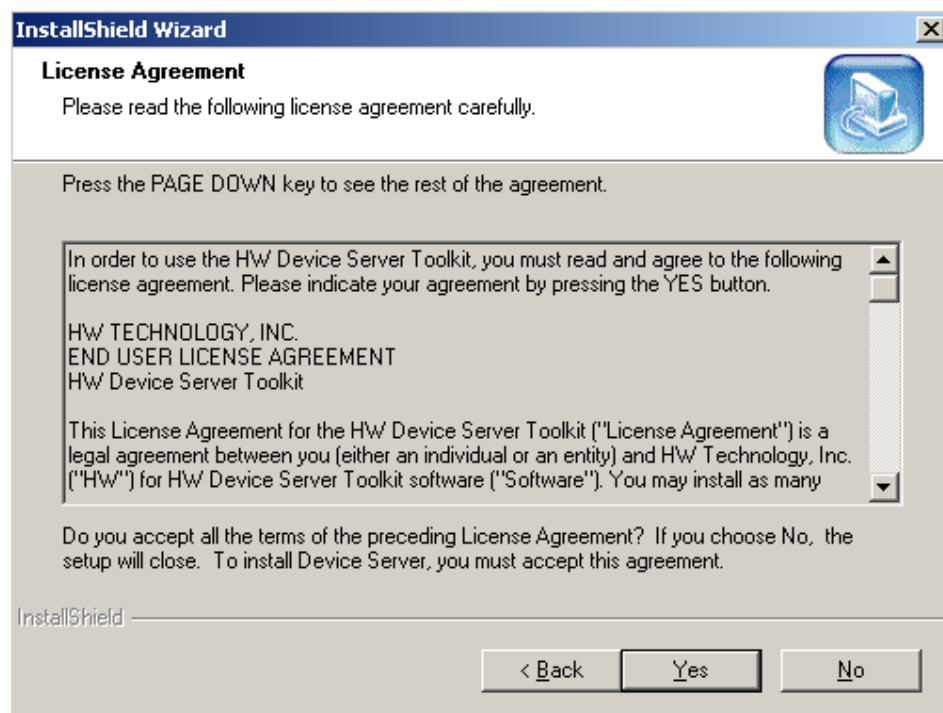 InstallShield Wizard
License Agreement
Please read the following license agreement carefully.
Press the PAGE DOWN key to see the rest of the agreement.
In order to use the HW Device Server Toolkit, you must read and agree to the following
license agreement. Please indicate your agreement by pressing the YES button.
HW TECHNOLOGY, INC.
END USER LICENSE AGREEMENT
HW Device Server Toolkit
This License Agreement for the HW Device Server Toolkit ("License Agreement") is a
legal agreement between you (either an individual or an entity) and HW Technology, Inc.
("HW") for HW Device Server Toolkit software ("Software"). You may install as many
Do you accept all the terms of the preceding License Agreement?  If you choose No,  the
setup will close.  To install Device Server, you must accept this agreement.
InstallShield
< Back
Yes
No